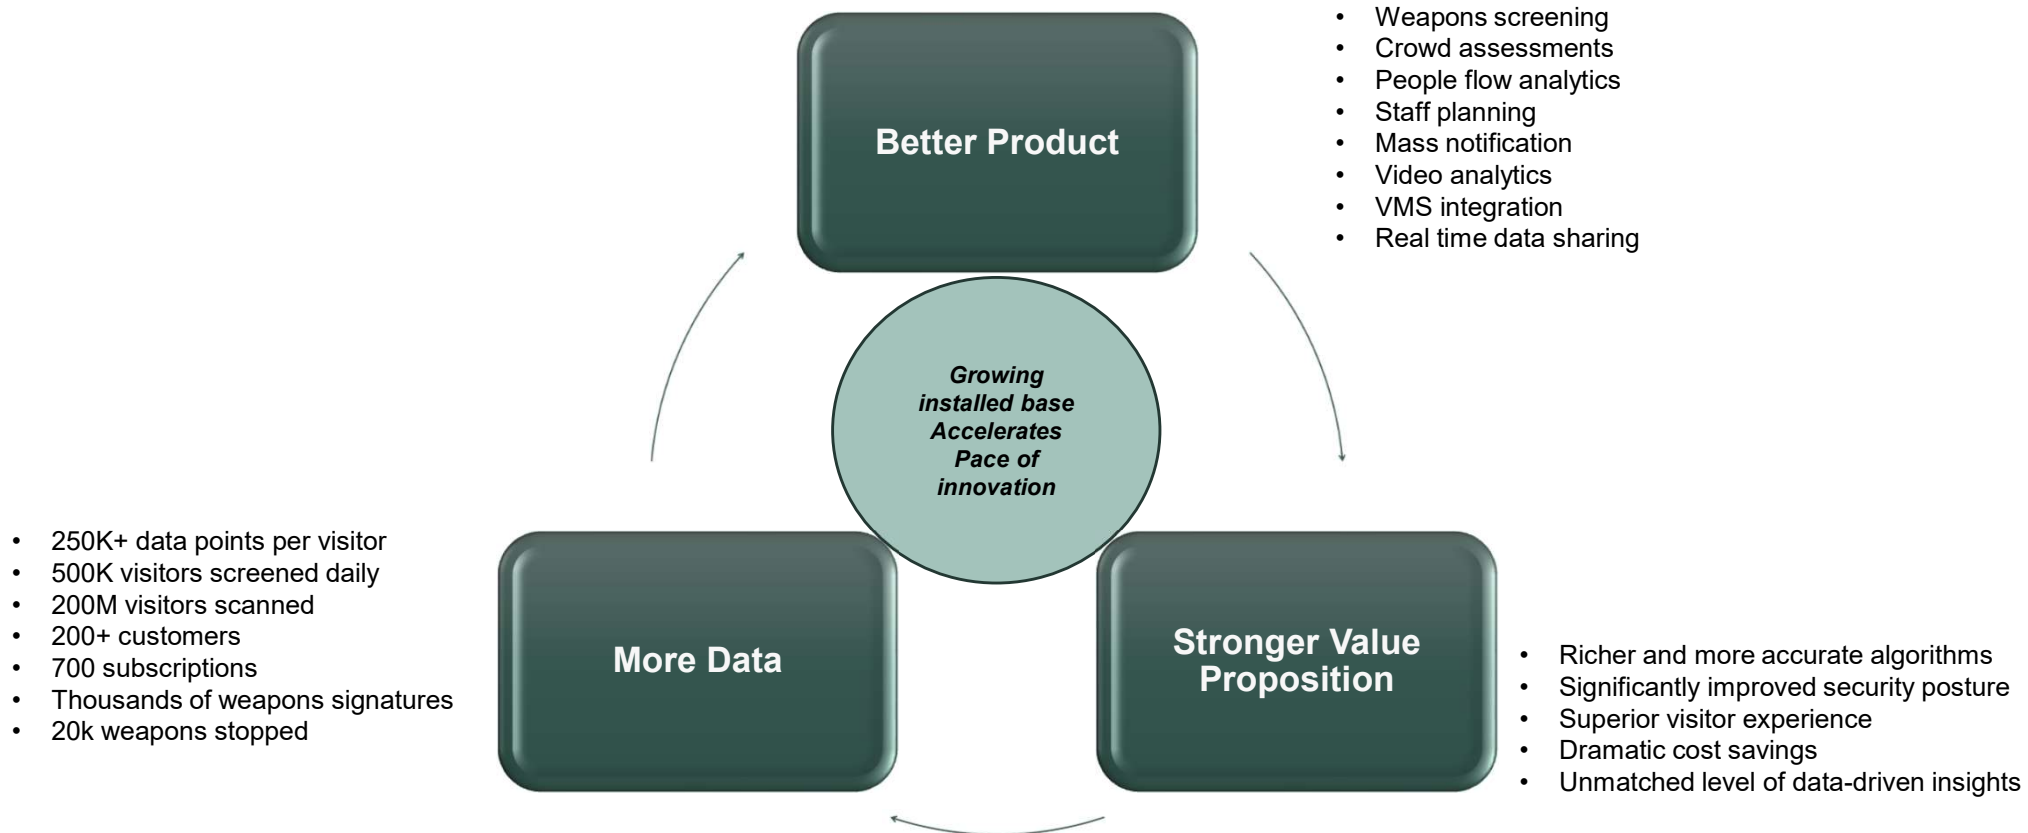 Better Product
• Weapons screening
• Crowd assessments
• People flow analytics
• Staff planning
• Mass notification
• Video analytics
• VMS integration
• Real time data sharing
Growing
installed base
Accelerates
Pace of
innovation
• 250K+ data points per visitor
• 500K visitors screened daily
• 200M visitors scanned
• 200+ customers
• 700 subscriptions
• Thousands of weapons signatures
• 20k weapons stopped
More Data
Stronger Value
Proposition
• Richer and more accurate algorithms
• Significantly improved security posture
• Superior visitor experience
• Dramatic cost savings
• Unmatched level of data-driven insights